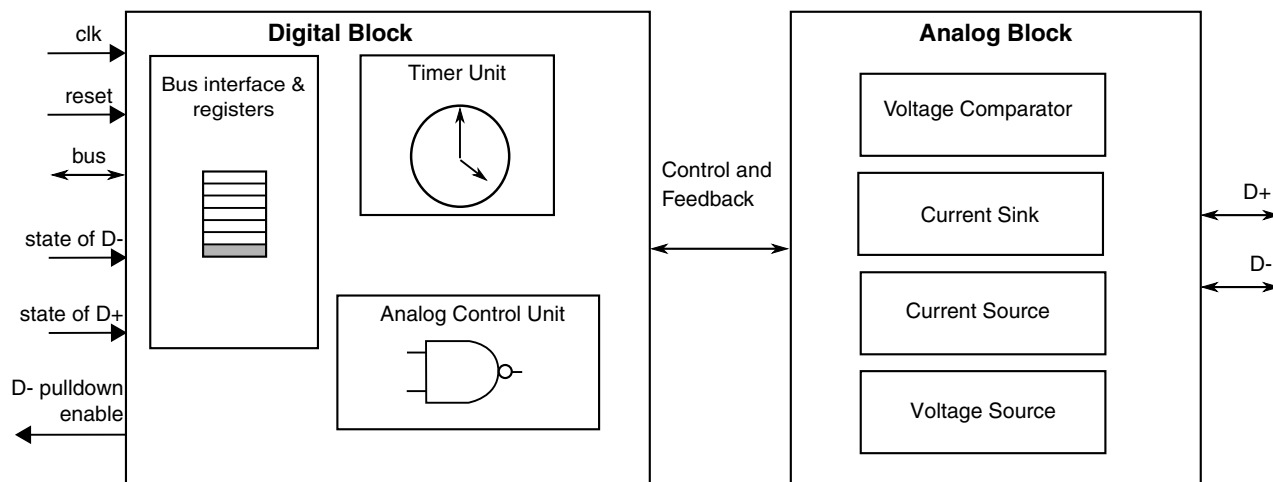 clk
reset
bus
state of D-
state of D+
D- pulldown
enable
Digital Block
Bus interface &
registers
Timer Unit
Analog Control Unit
Control and
Feedback
Analog Block
Voltage Comparator
Current Sink
Current Source
Voltage Source
D+
D-